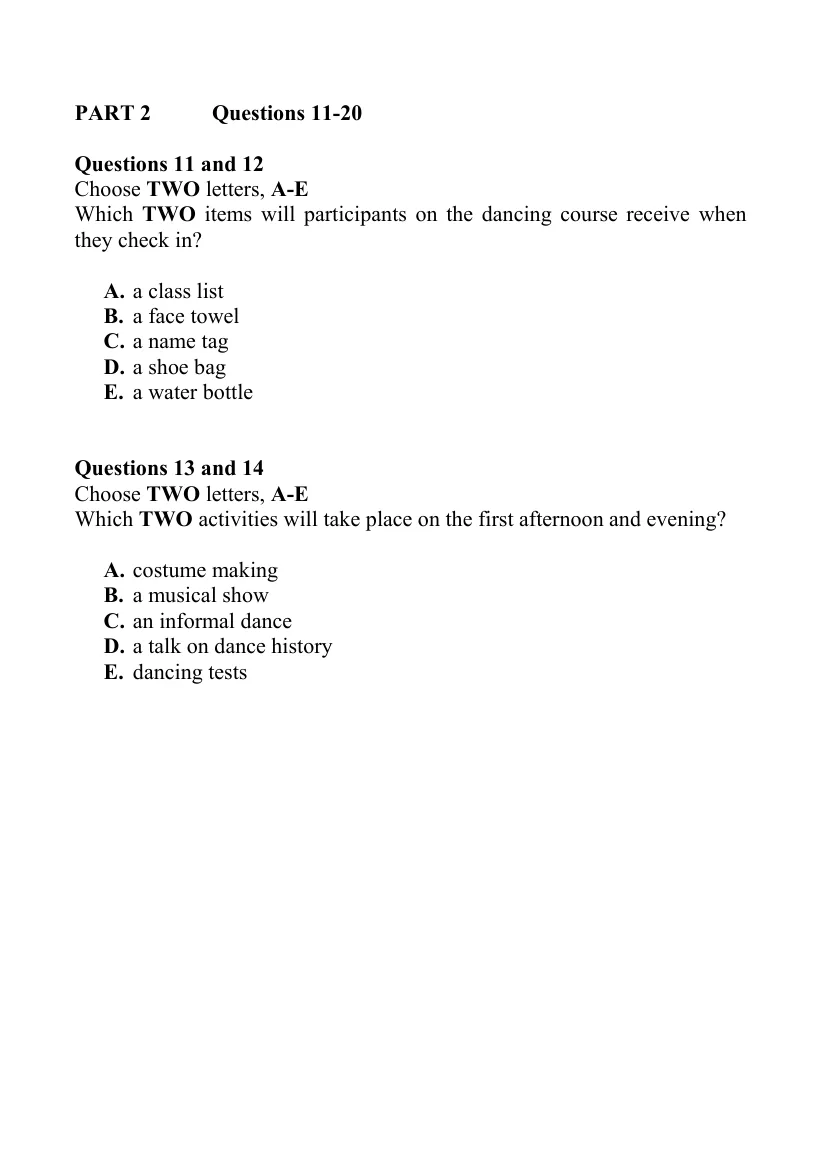 PART 2 Questions 11-20
Questions 11 and 12
Choose TWO letters, A-E
Which TWO items will participants on the dancing course receive when
they check in?
A. a class list
B. a face towel
C. a name tag
D. a shoe bag
E. a water bottle
Questions 13 and 14
Choose TWO letters, A-E
Which TWO activities will take place on the first afternoon and evening?
A. costume making
B. a musical show
C. an informal dance
D. a talk on dance history
E. dancing tests